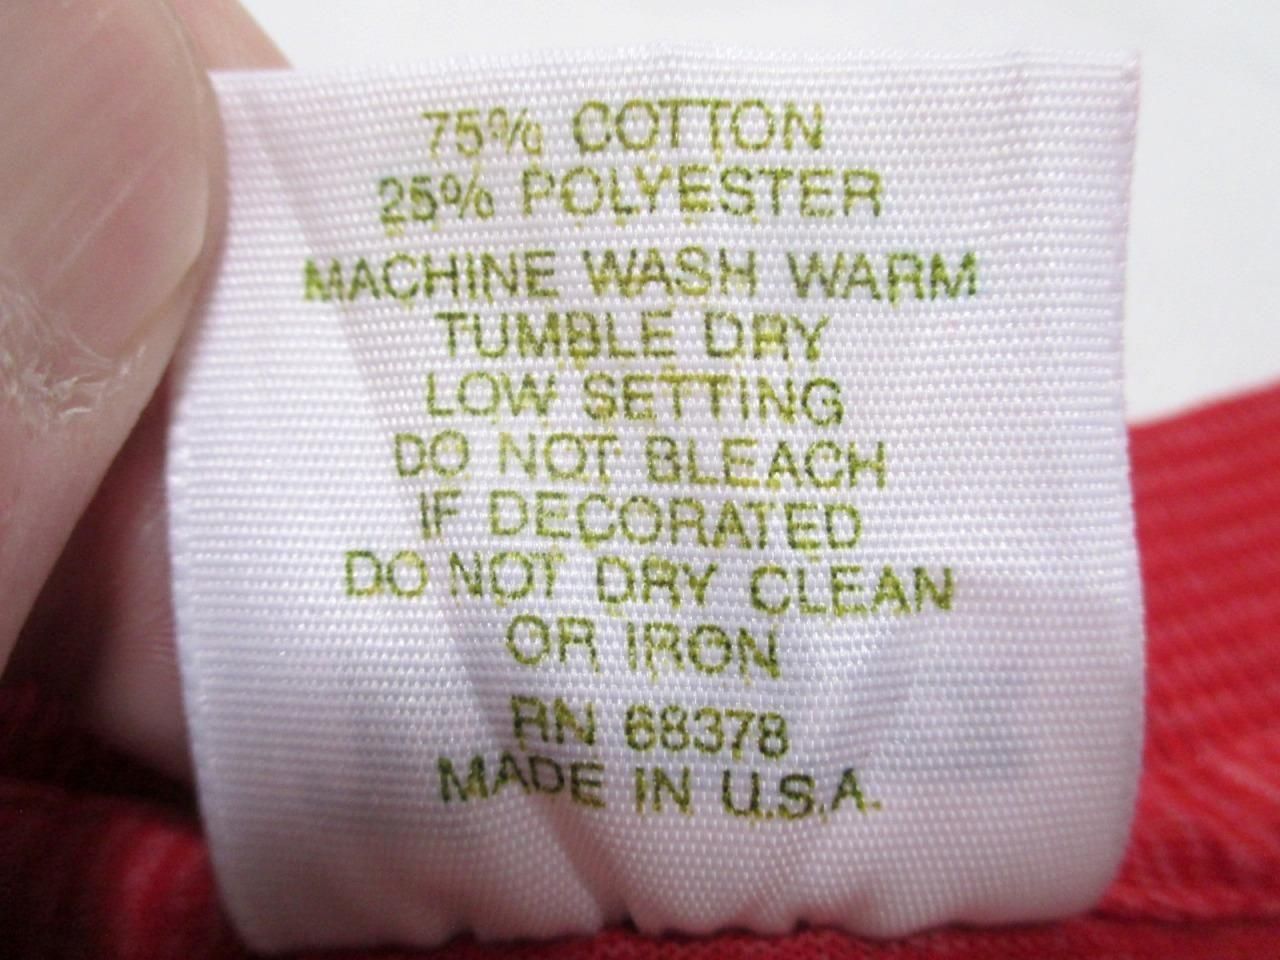 75% COTTON
25% POLYESTER
MACHINE WASH WARM
TUMBLE DRY
LOW SETTING
DO NOT BLEACH
IF DECORATED
DO NOT DRY CLEAN
OR IRON
RN 68378
MADE IN U.S.A.